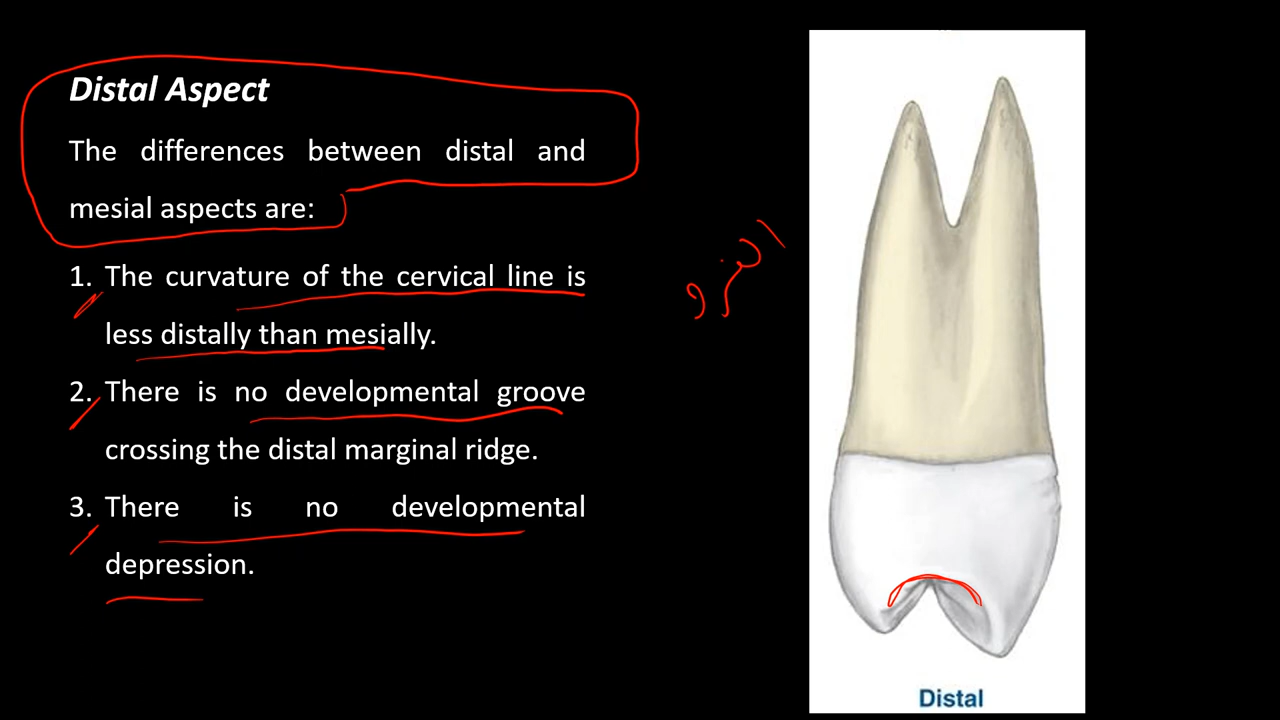 Distal Aspect
The differences between distal and
mesial aspects are:
1. The curvature of the cervical line is
less distally than mesially.
2. There is no developmental groove
crossing the distal marginal ridge.
3. There is no developmental
depression.
Distal